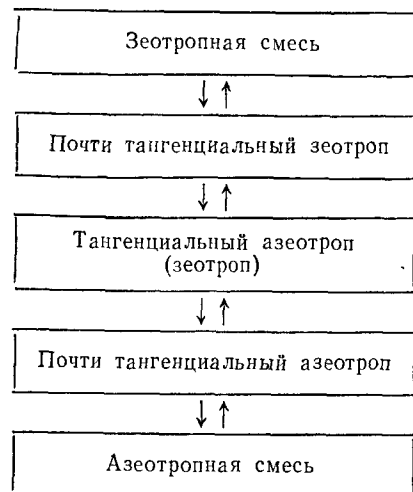 Зеотропная смесь
↓ ↑
Почти тангенциальный зеотроп
↓ ↑
Тангенциальный азеотроп
(зеотроп)
↓ ↑
Почти тангенциальный азеотроп
↓ ↑
Азеотропная смесь